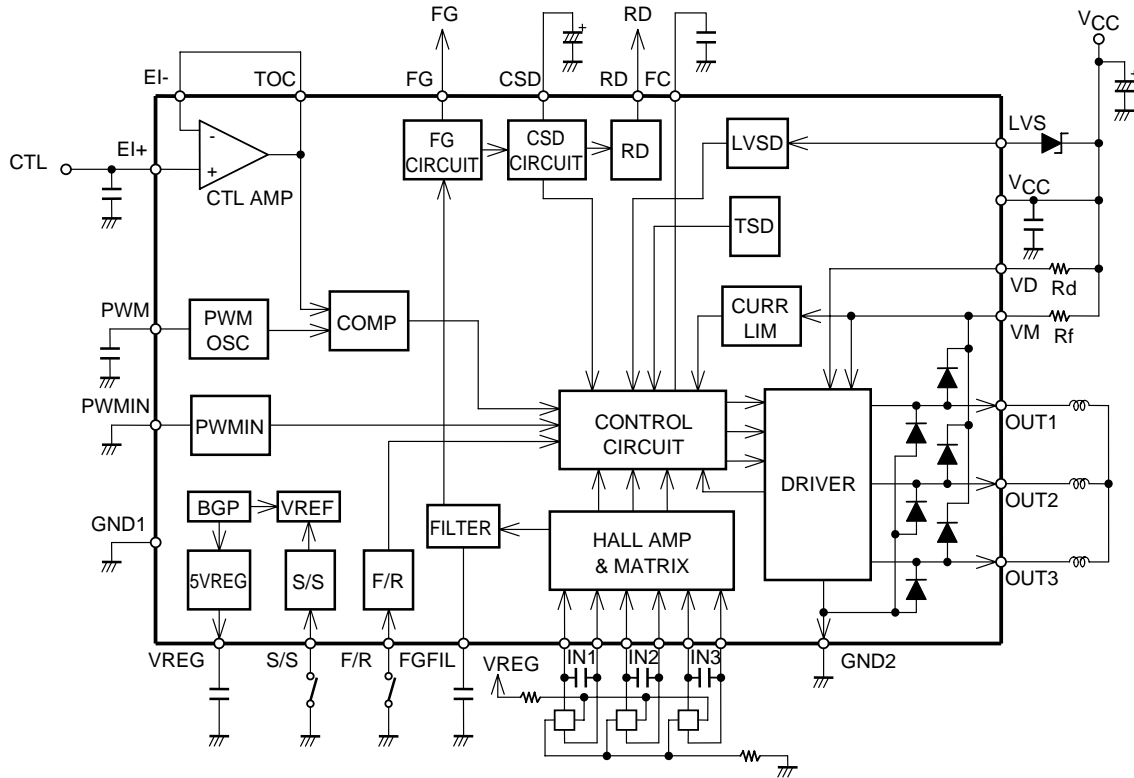 FG
RD
VCC
EI-
TOC
FG
CSD
RD
FC
LVS
CTL
EI+
-
+
CTL AMP
FG
CIRCUIT
CSD
CIRCUIT
RD
LVSD
VCC
TSD
VD
Rd
PWM
PWM
OSC
COMP
CURR
LIM
VM
Rf
PWMIN
PWMIN
CONTROL
CIRCUIT
OUT1
DRIVER
OUT2
BGP
VREF
FILTER
GND1
HALL AMP
& MATRIX
5VREG
S/S
F/R
OUT3
VREG
S/S
F/R
FGFIL
VREG
IN1
IN2
IN3
GND2
+
+